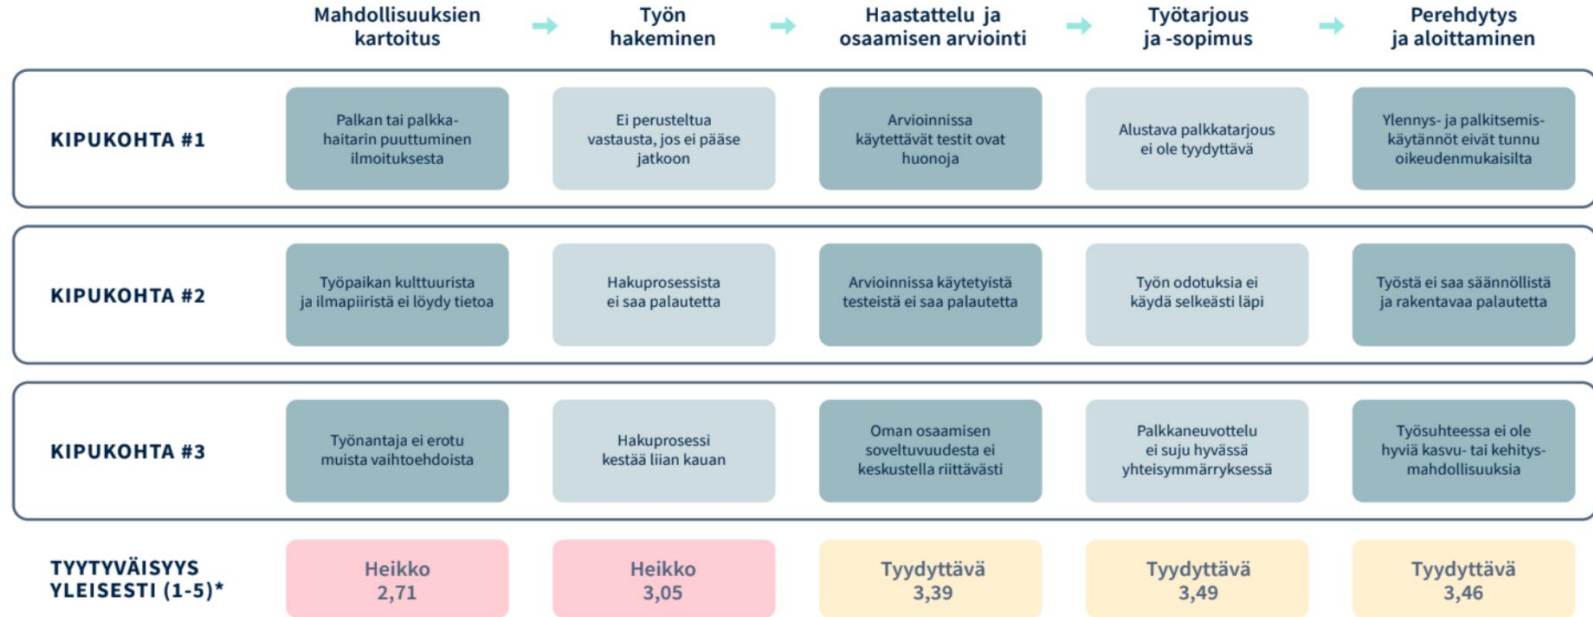 Mahdollisuuksien
kartoitus
Työn
hakeminen
Haastattelu ja
osaamisen arviointi
Työtarjous
ja -sopimus
Perehdytys
ja aloittaminen
KIPUKOHTA #1
Palkan tai palkka-
haitarin puuttuminen
ilmoituksesta
Ei perusteltua
vastausta, jos ei pääse
jatkoon
Arvioinnissa
käytettävät testit ovat
huonoja
Alustava palkkatarjous
ei ole tyydyttävä
Ylennys- ja palkitsemis-
käytännöt eivät tunnu
oikeudenmukaisilta
KIPUKOHTA #2
Työpaikan kulttuurista
ja ilmapiiristä ei löydy tietoa
Hakuprosessista
ei saa palautetta
Arvioinnissa käytetyistä
testeistä ei saa palautetta
Työn odotuksia ei
käydä selkeästi läpi
Työstä ei saa säännöllistä
ja rakentavaa palautetta
KIPUKOHTA #3
Työnantaja ei erotu
muista vaihtoehdoista
Hakuprosessi
kestää liian kauan
Oman osaamisen
soveltuvuudesta ei
keskustella riittävästi
Palkkaneuvottelu
ei suju hyvässä
yhteisymmärryksessä
Työsuhteessa ei ole
hyviä kasvu- tai kehitys-
mahdollisuuksia
TYYTYVÄISYYS
YLEISESTI (1-5)*
Heikko
2,71
Heikko
3,05
Tyydyttävä
3,39
Tyydyttävä
3,49
Tyydyttävä
3,46